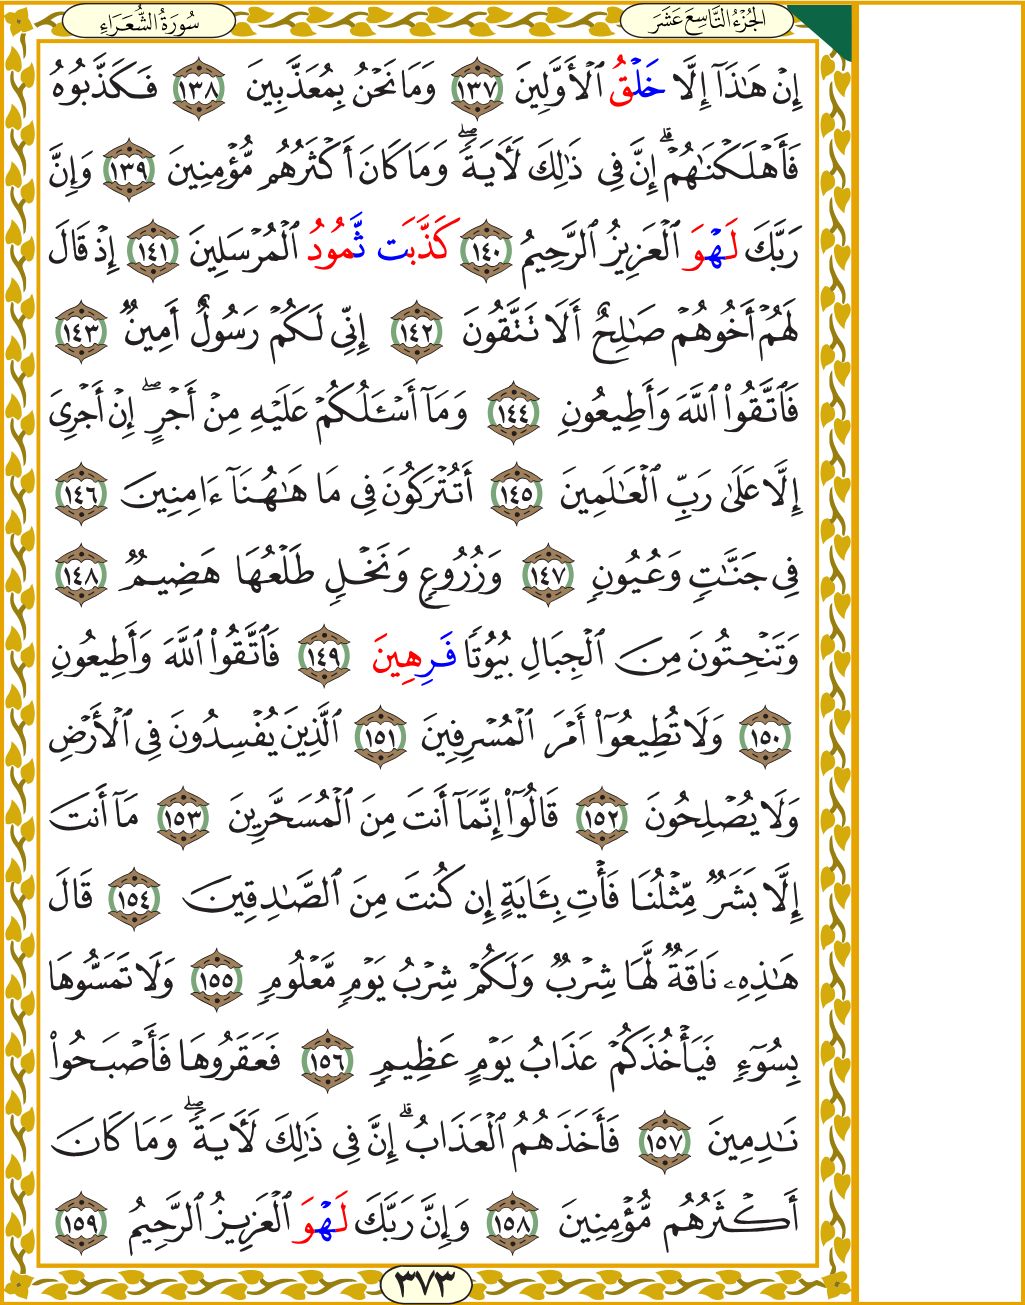 الجُزْءُ التَّاسِعَ عَشَرَ سُورَةُ الشُّعَرَاءِ
إِنْ هَٰذَآ إِلَّا خَلْقُ ٱلْأَوَّلِينَ ١٣٧ وَمَا نَحْنُ بِمُعَذَّبِينَ ١٣٨ فَكَذَّبُوهُ
فَأَهْلَكْنَٰهُمْۗ إِنَّ فِى ذَٰلِكَ لَأٓيَةًۖ وَمَا كَانَ أَكْثَرُهُم مُّؤْمِنِينَ ١٣٩ وَإِنَّ
رَبَّكَ لَهْوَ ٱلْعَزِيزُ ٱلرَّحِيمُ ١٤٠ كَذَّبَت ثَّمُودُ ٱلْمُرْسَلِينَ ١٤١ إِذْ قَالَ
لَهُمْ أَخُوهُمْ صَٰلِحٌ أَلَا تَتَّقُونَ ١٤٢ إِنِّى لَكُمْ رَسُولٌ أَمِينٌ ١٤٣
فَٱتَّقُوا۟ ٱللَّهَ وَأَطِيعُونِ ١٤٤ وَمَآ أَسْـَٔلُكُمْ عَلَيْهِ مِنْ أَجْرٍۖ إِنْ أَجْرِىَ
إِلَّا عَلَىٰ رَبِّ ٱلْعَٰلَمِينَ ١٤٥ أَتُتْرَكُونَ فِى مَا هَٰهُنَآ ءَامِنِينَ ١٤٦
فِى جَنَّٰتٍ وَعُيُونٍ ١٤٧ وَزُرُوعٍ وَنَخْلٍ طَلْعُهَا هَضِيمٌ ١٤٨
وَتَنْحِتُونَ مِنَ ٱلْجِبَالِ بُيُوتًا فَرِهِينَ ١٤٩ فَٱتَّقُوا۟ ٱللَّهَ وَأَطِيعُونِ
١٥٠ وَلَا تُطِيعُوٓا۟ أَمْرَ ٱلْمُسْرِفِينَ ١٥١ ٱلَّذِينَ يُفْسِدُونَ فِى ٱلْأَرْضِ
وَلَا يُصْلِحُونَ ١٥٢ قَالُوٓا۟ إِنَّمَآ أَنتَ مِنَ ٱلْمُسَحَّرِينَ ١٥٣ مَآ أَنتَ
إِلَّا بَشَرٌ مِّثْلُنَا فَأْتِ بِـَٔايَةٍ إِن كُنتَ مِنَ ٱلصَّٰدِقِينَ ١٥٤ قَالَ
هَٰذِهِۦ نَاقَةٌ لَّهَا شِرْبٌ وَلَكُمْ شِرْبُ يَوْمٍ مَّعْلُومٍ ١٥٥ وَلَا تَمَسُّوهَا
بِسُوٓءٍ فَيَأْخُذَكُمْ عَذَابُ يَوْمٍ عَظِيمٍ ١٥٦ فَعَقَرُوهَا فَأَصْبَحُوا۟
نَٰدِمِينَ ١٥٧ فَأَخَذَهُمُ ٱلْعَذَابُۗ إِنَّ فِى ذَٰلِكَ لَأٓيَةًۖ وَمَا كَانَ
أَكْثَرُهُم مُّؤْمِنِينَ ١٥٨ وَإِنَّ رَبَّكَ لَهْوَ ٱلْعَزِيزُ ٱلرَّحِيمُ ١٥٩
٣٧٣